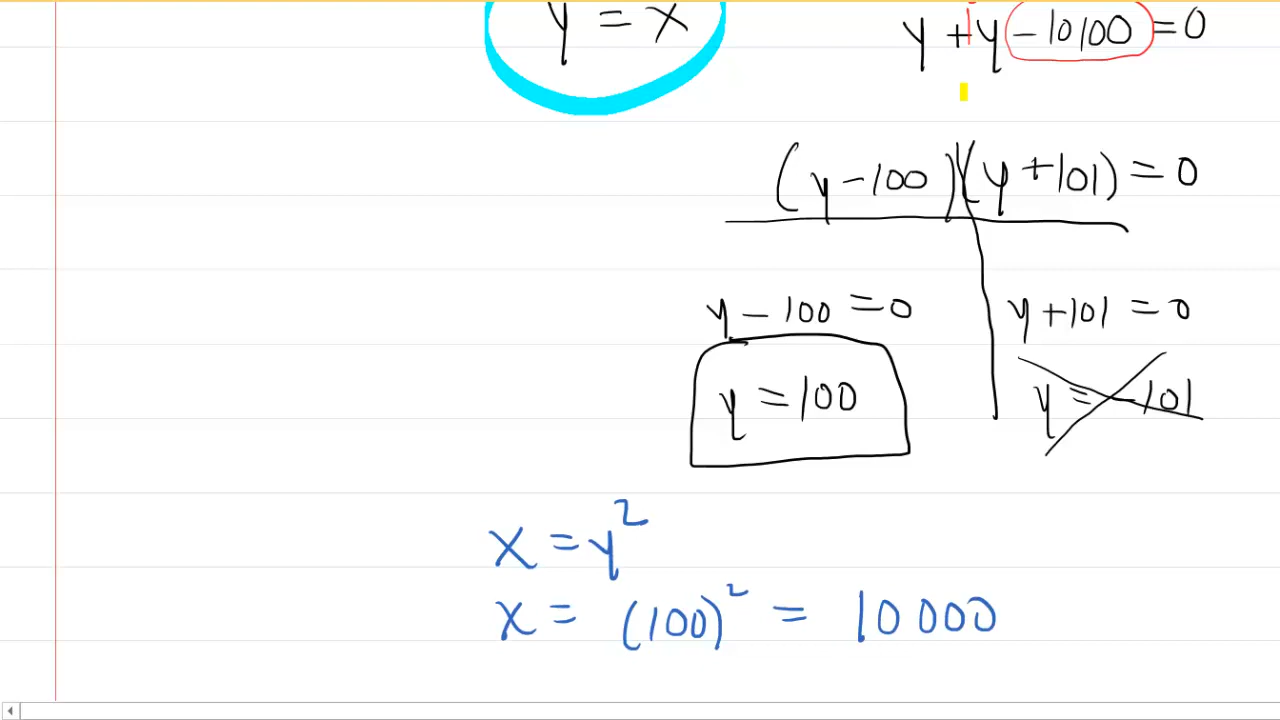 y = x
y + y - 10100 = 0
(y - 100)(y + 101) = 0
y - 100 = 0
y + 101 = 0
y = 100
y = -101
x = y²
x = (100)² = 10000